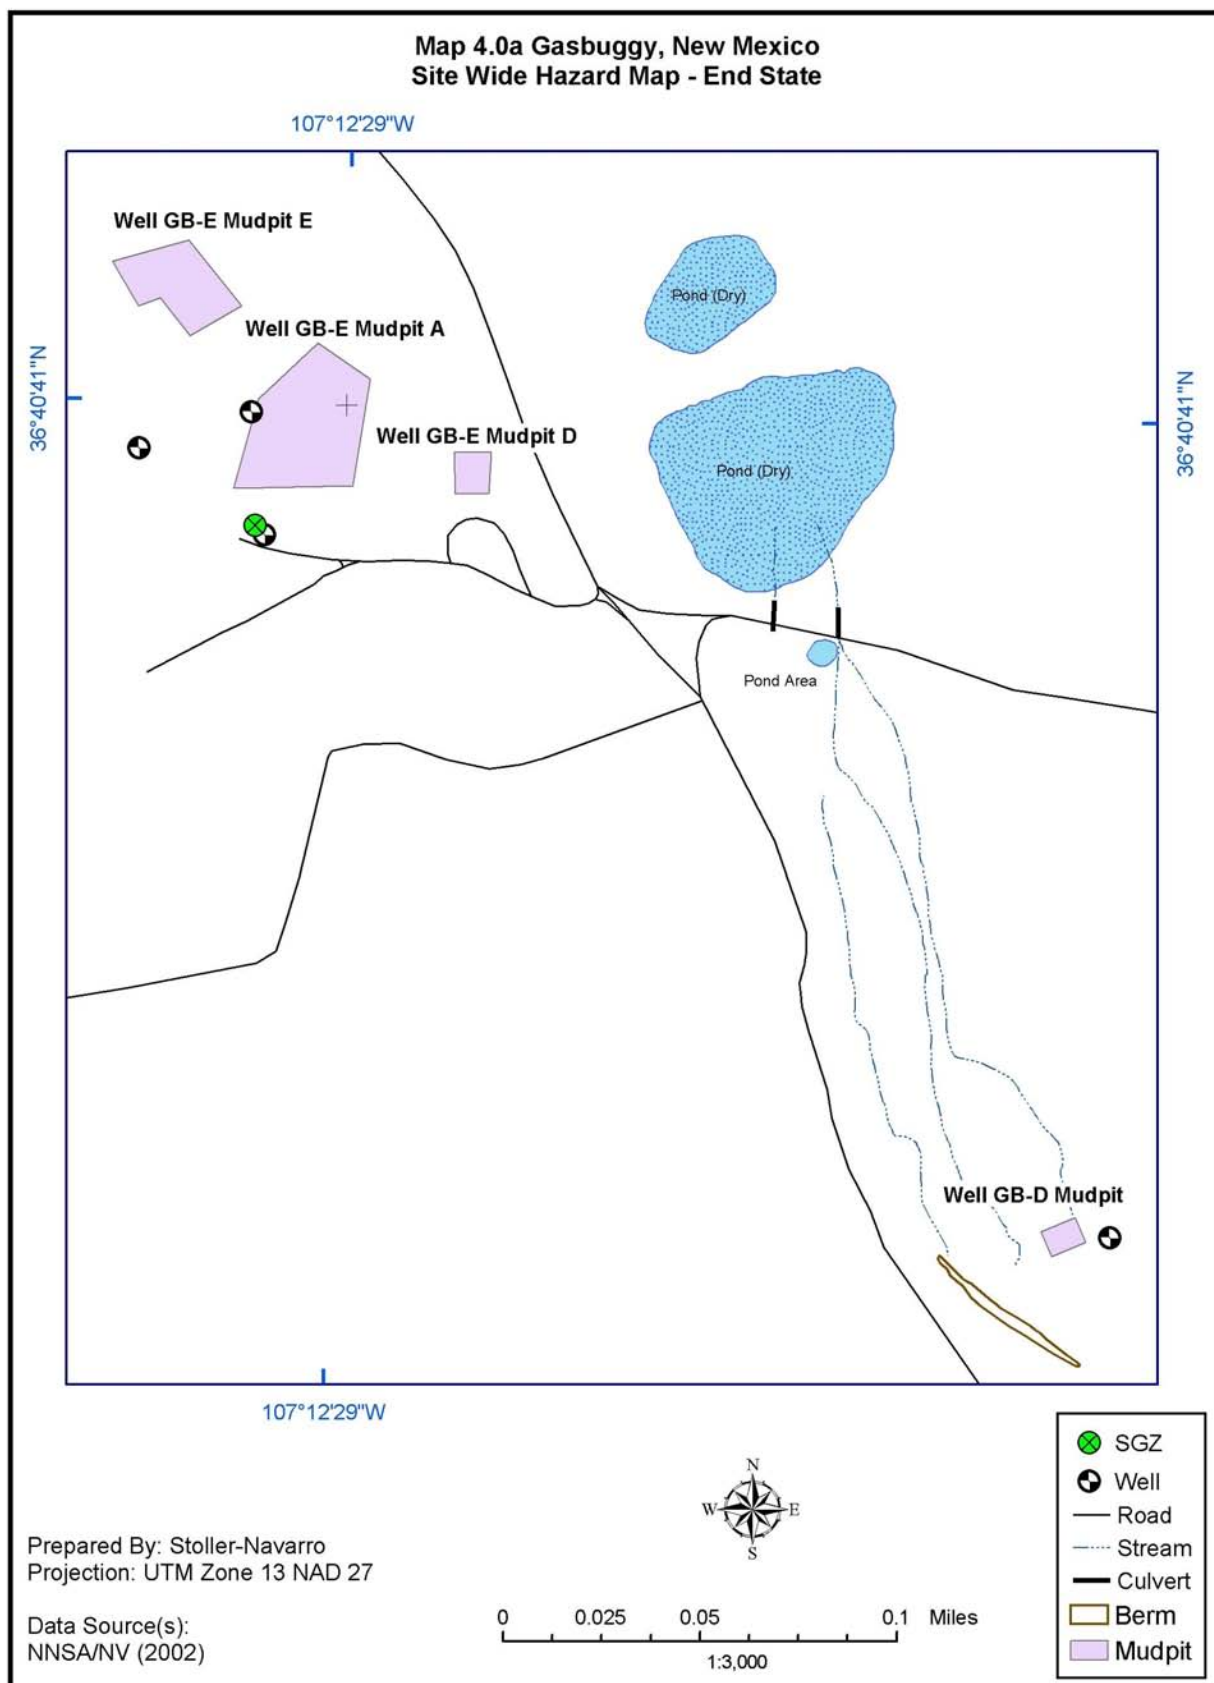 Map 4.0a Gasbuggy, New Mexico
Site Wide Hazard Map - End State
107°12'29"W
Well GB-E Mudpit E
Pond (Dry)
Well GB-E Mudpit A
36°40'41"N
36°40'41"N
Well GB-E Mudpit D
Pond (Dry)
Pond Area
Well GB-D Mudpit
107°12'29"W
SGZ
Well
Road
Stream
Culvert
Berm
Mudpit
N
W E
S
Prepared By: Stoller-Navarro
Projection: UTM Zone 13 NAD 27
Data Source(s):
NNSA/NV (2002)
0 0.025 0.05 0.1 Miles
1:3,000